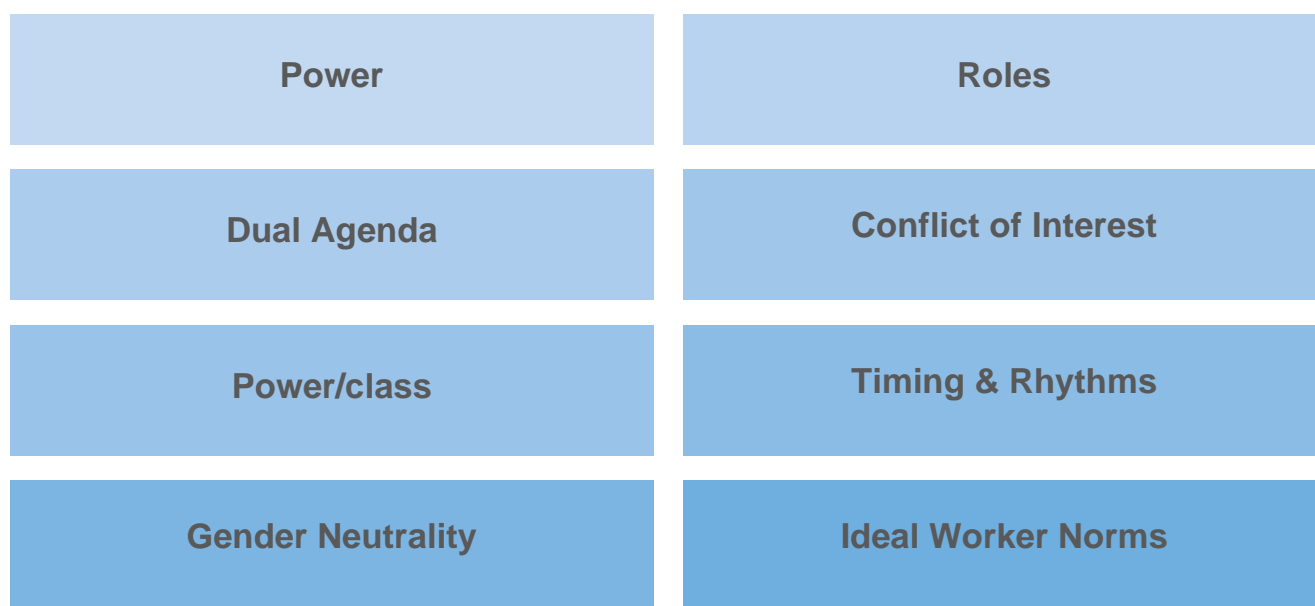 Power
Roles
Dual Agenda
Conflict of Interest
Power/class
Timing & Rhythms
Gender Neutrality
Ideal Worker Norms